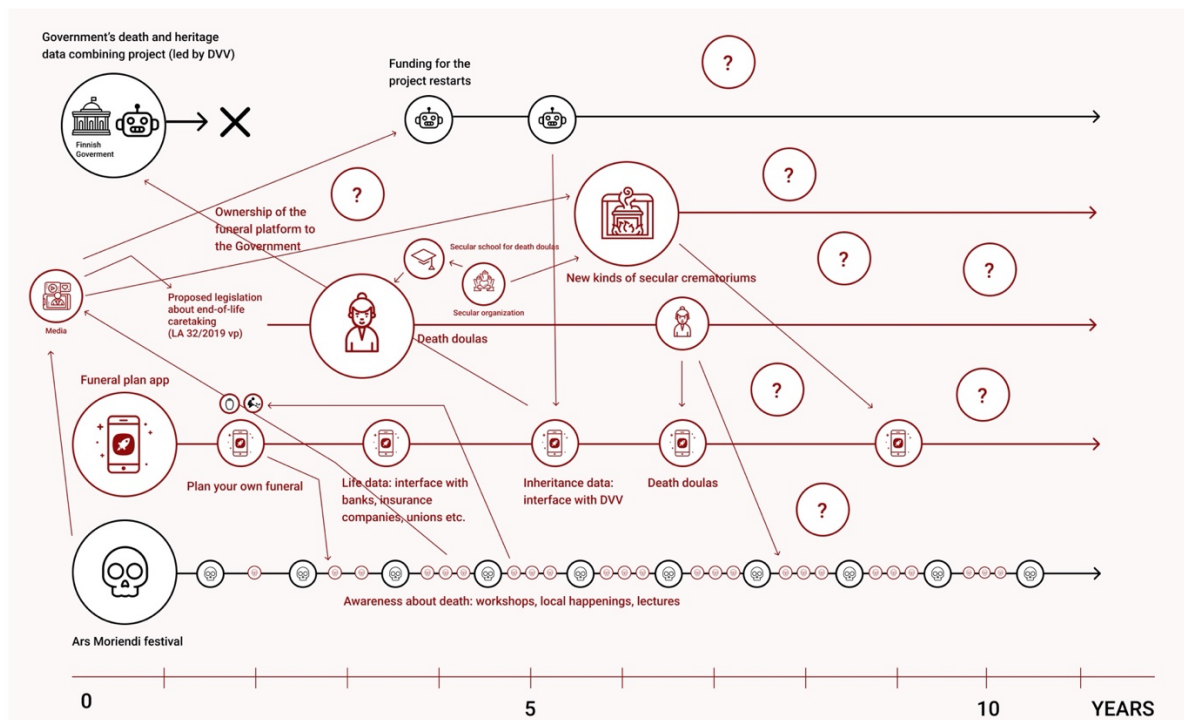 Government's death and heritage
data combining project (led by DVV)
Finnish
Goverment
Funding for the
project restarts
?
?
?
Ownership of the
funeral platform to
the Government
Secular school for death doulas
Secular organization
New kinds of secular crematoriums
?
?
Media
Proposed legislation
about end-of-life
caretaking
(LA 32/2019 vp)
Death doulas
Funeral plan app
?
?
Plan your own funeral
Life data: interface with
banks, insurance
companies, unions etc.
Inheritance data:
interface with DVV
Death doulas
?
Awareness about death: workshops, local happenings, lectures
Ars Moriendi festival
0
5
10
YEARS